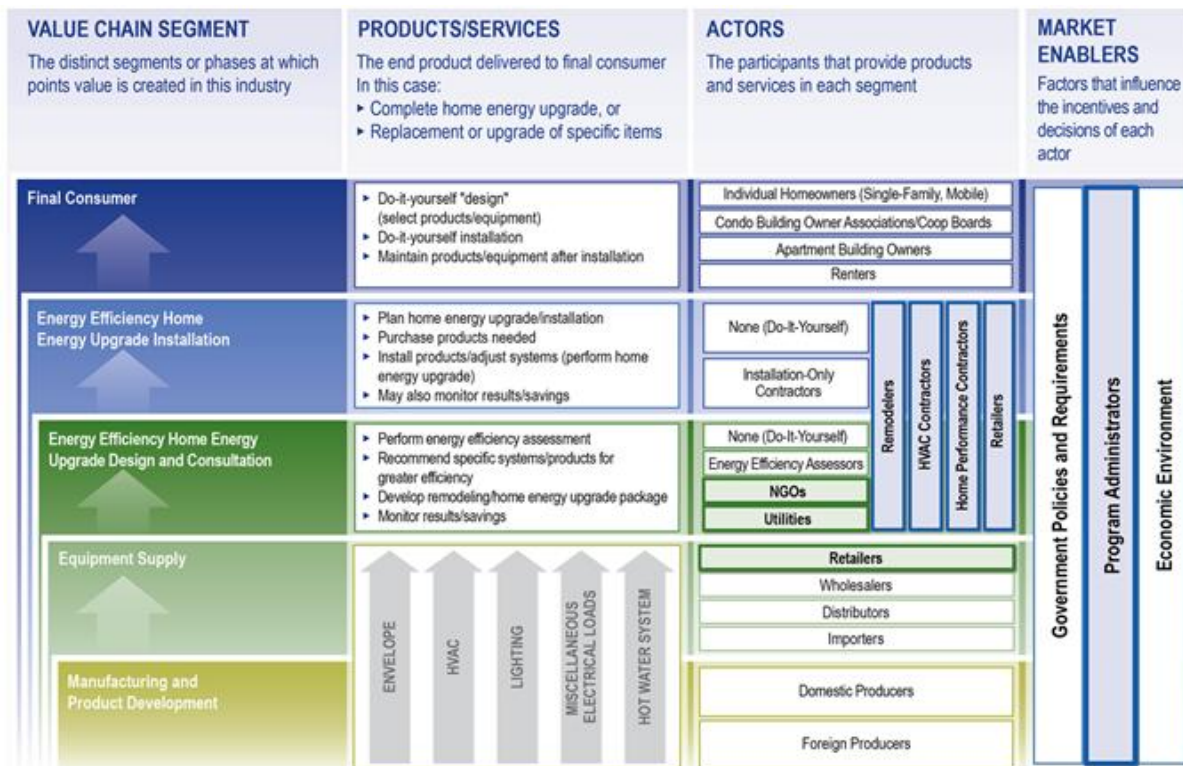 VALUE CHAIN SEGMENT
The distinct segments or phases at which
points value is created in this industry
PRODUCTS/SERVICES
The end product delivered to final consumer
In this case:
▸ Complete home energy upgrade, or
▸ Replacement or upgrade of specific items
ACTORS
The participants that provide products
and services in each segment
MARKET
ENABLERS
Factors that influence
the incentives and
decisions of each
actor
Final Consumer
▸ Do-it-yourself "design"
(select products/equipment)
▸ Do-it-yourself installation
▸ Maintain products/equipment after installation
Individual Homeowners (Single-Family, Mobile)
Condo Building Owner Associations/Coop Boards
Apartment Building Owners
Renters
Energy Efficiency Home
Energy Upgrade Installation
▸ Plan home energy upgrade/installation
▸ Purchase products needed
▸ Install products/adjust systems (perform home
energy upgrade)
▸ May also monitor results/savings
None (Do-It-Yourself)
Installation-Only
Contractors
Remodelers
HVAC Contractors
Home Performance Contractors
Retailers
Energy Efficiency Home Energy
Upgrade Design and Consultation
▸ Perform energy efficiency assessment
▸ Recommend specific systems/products for
greater efficiency
▸ Develop remodeling/home energy upgrade package
▸ Monitor results/savings
None (Do-It-Yourself)
Energy Efficiency Assessors
NGOs
Utilities
Equipment Supply
Retailers
Wholesalers
Distributors
Importers
Manufacturing and
Product Development
ENVELOPE
HVAC
LIGHTING
MISCELLANEOUS
ELECTRICAL LOADS
HOT WATER SYSTEM
Domestic Producers
Foreign Producers
Government Policies and Requirements
Program Administrators
Economic Environment